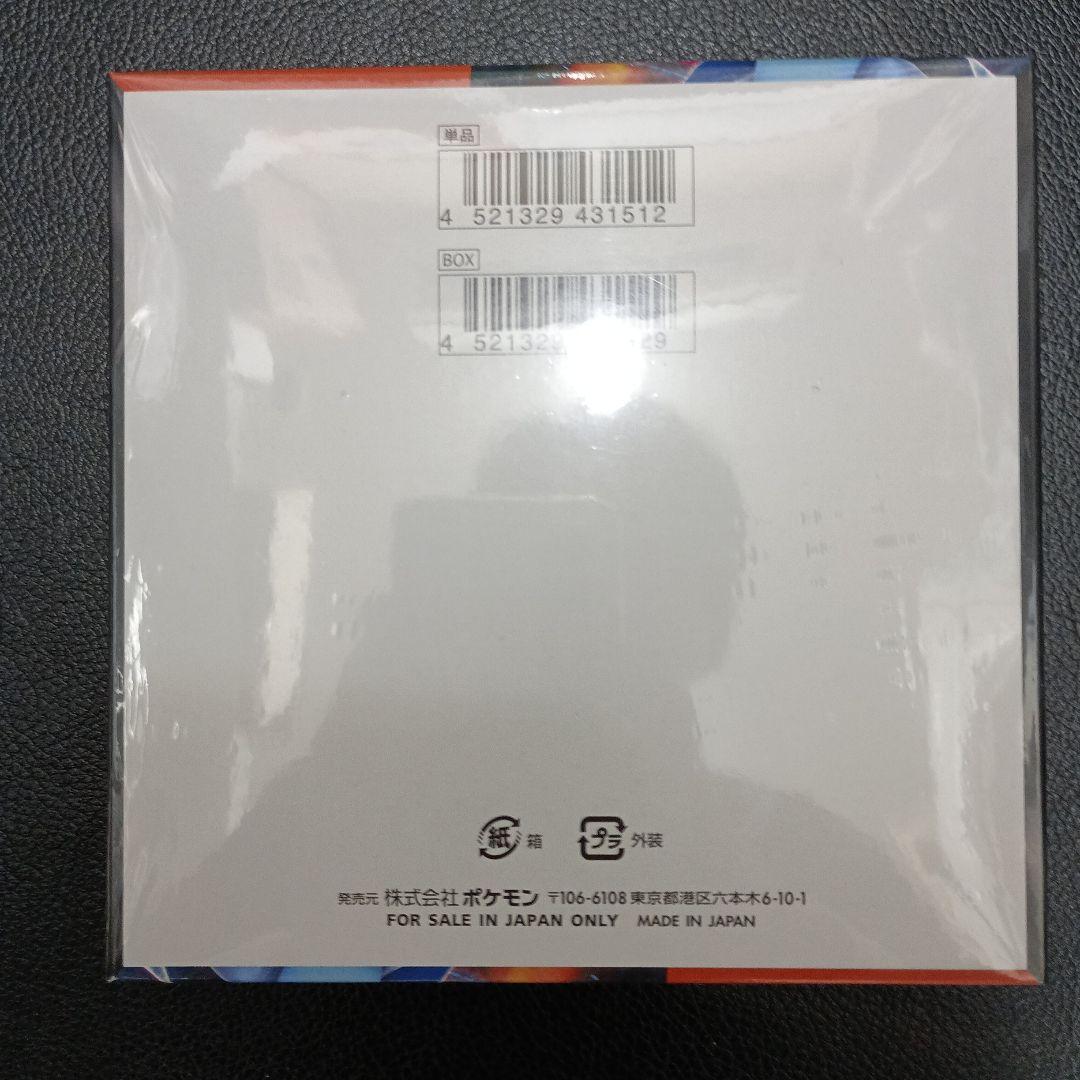 単品
4 521329 431512
BOX
4 521329
紙 箱 プラ 外装
発売元 株式会社 ポケモン 〒106-6108 東京都港区六本木6-10-1
FOR SALE IN JAPAN ONLY MADE IN JAPAN